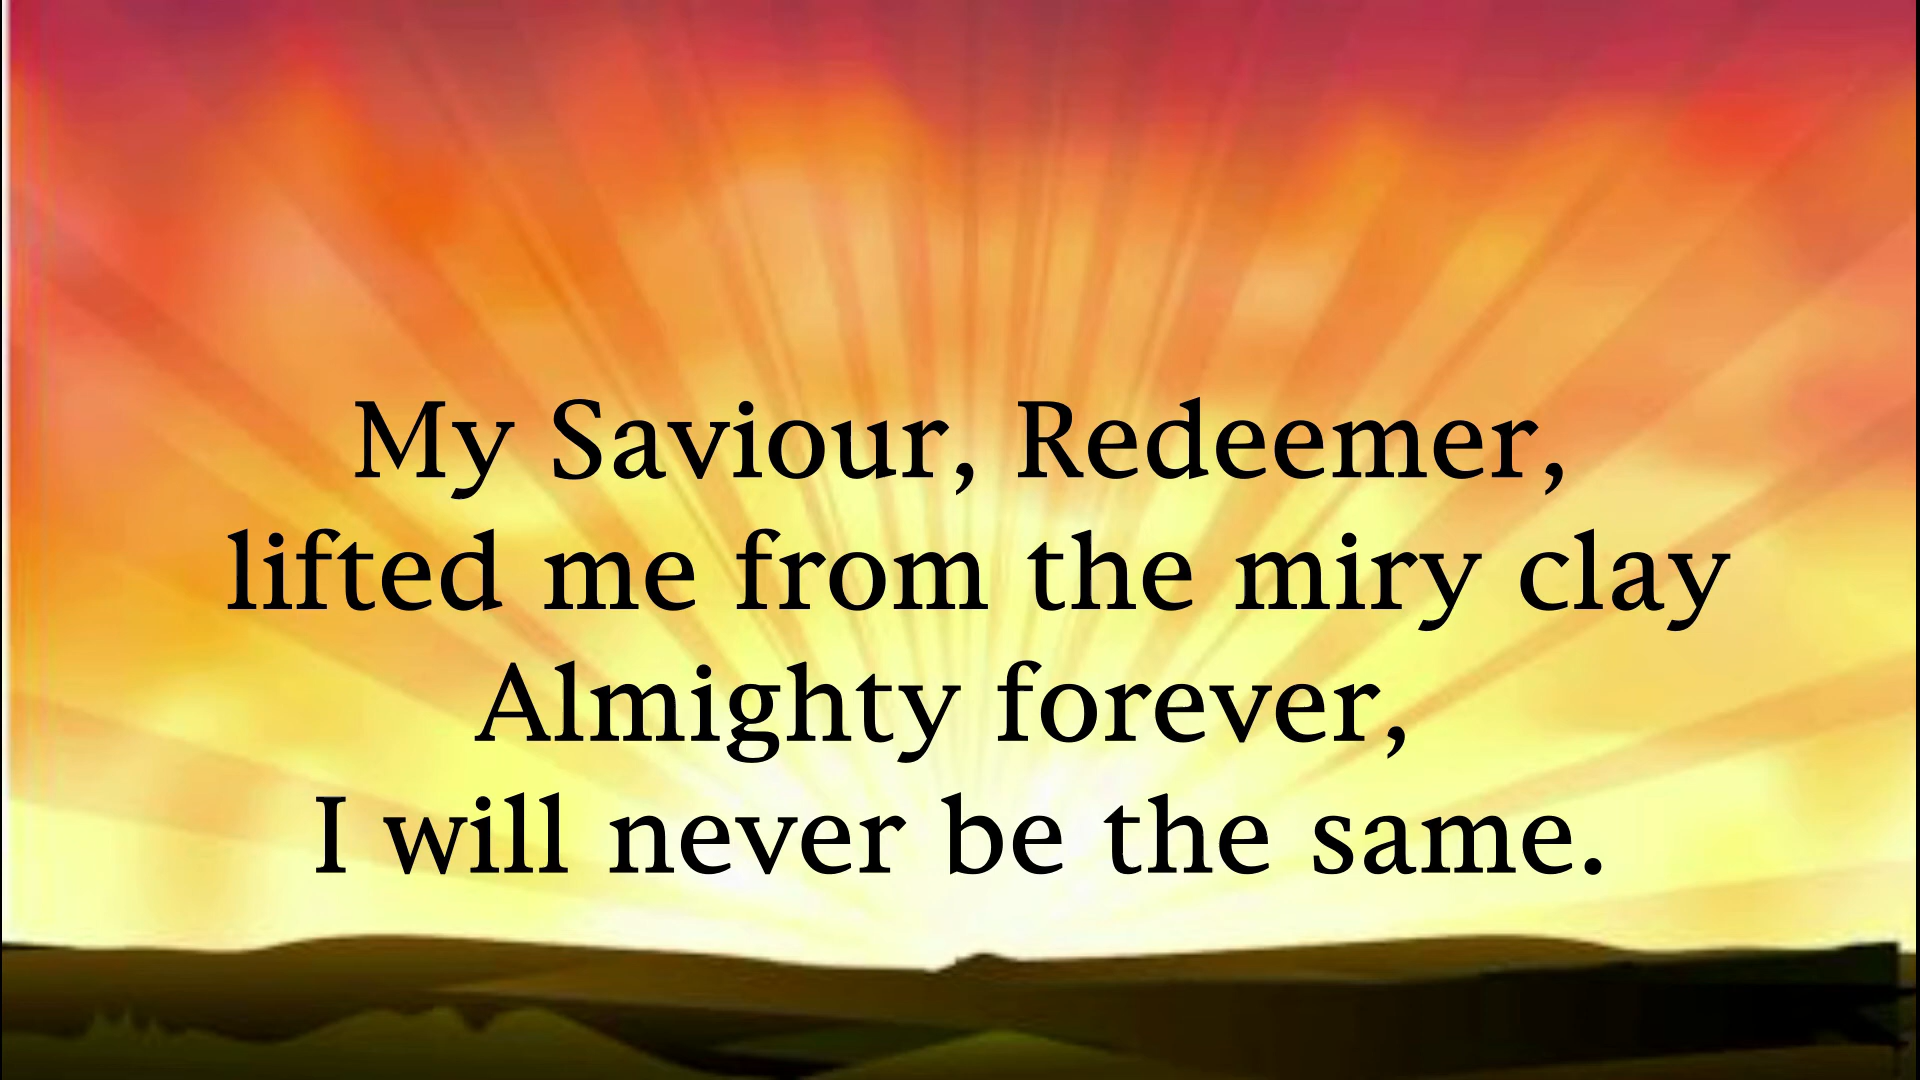 My Saviour, Redeemer,
lifted me from the miry clay
Almighty forever,
I will never be the same.